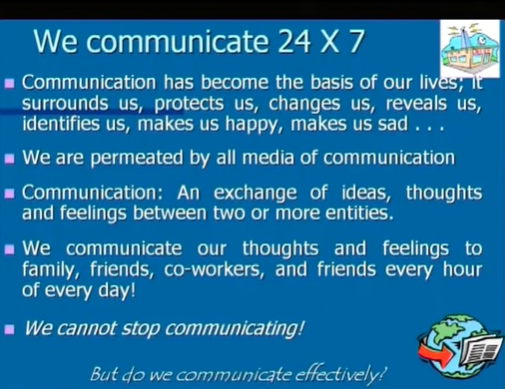 We communicate 24 X 7
Communication has become the basis of our lives; it
surrounds us, protects us, changes us, reveals us,
identifies us, makes us happy, makes us sad . . .
We are permeated by all media of communication
Communication: An exchange of ideas, thoughts
and feelings between two or more entities.
We communicate our thoughts and feelings to
family, friends, co-workers, and friends every hour
of every day!
We cannot stop communicating!
But do we communicate effectively?